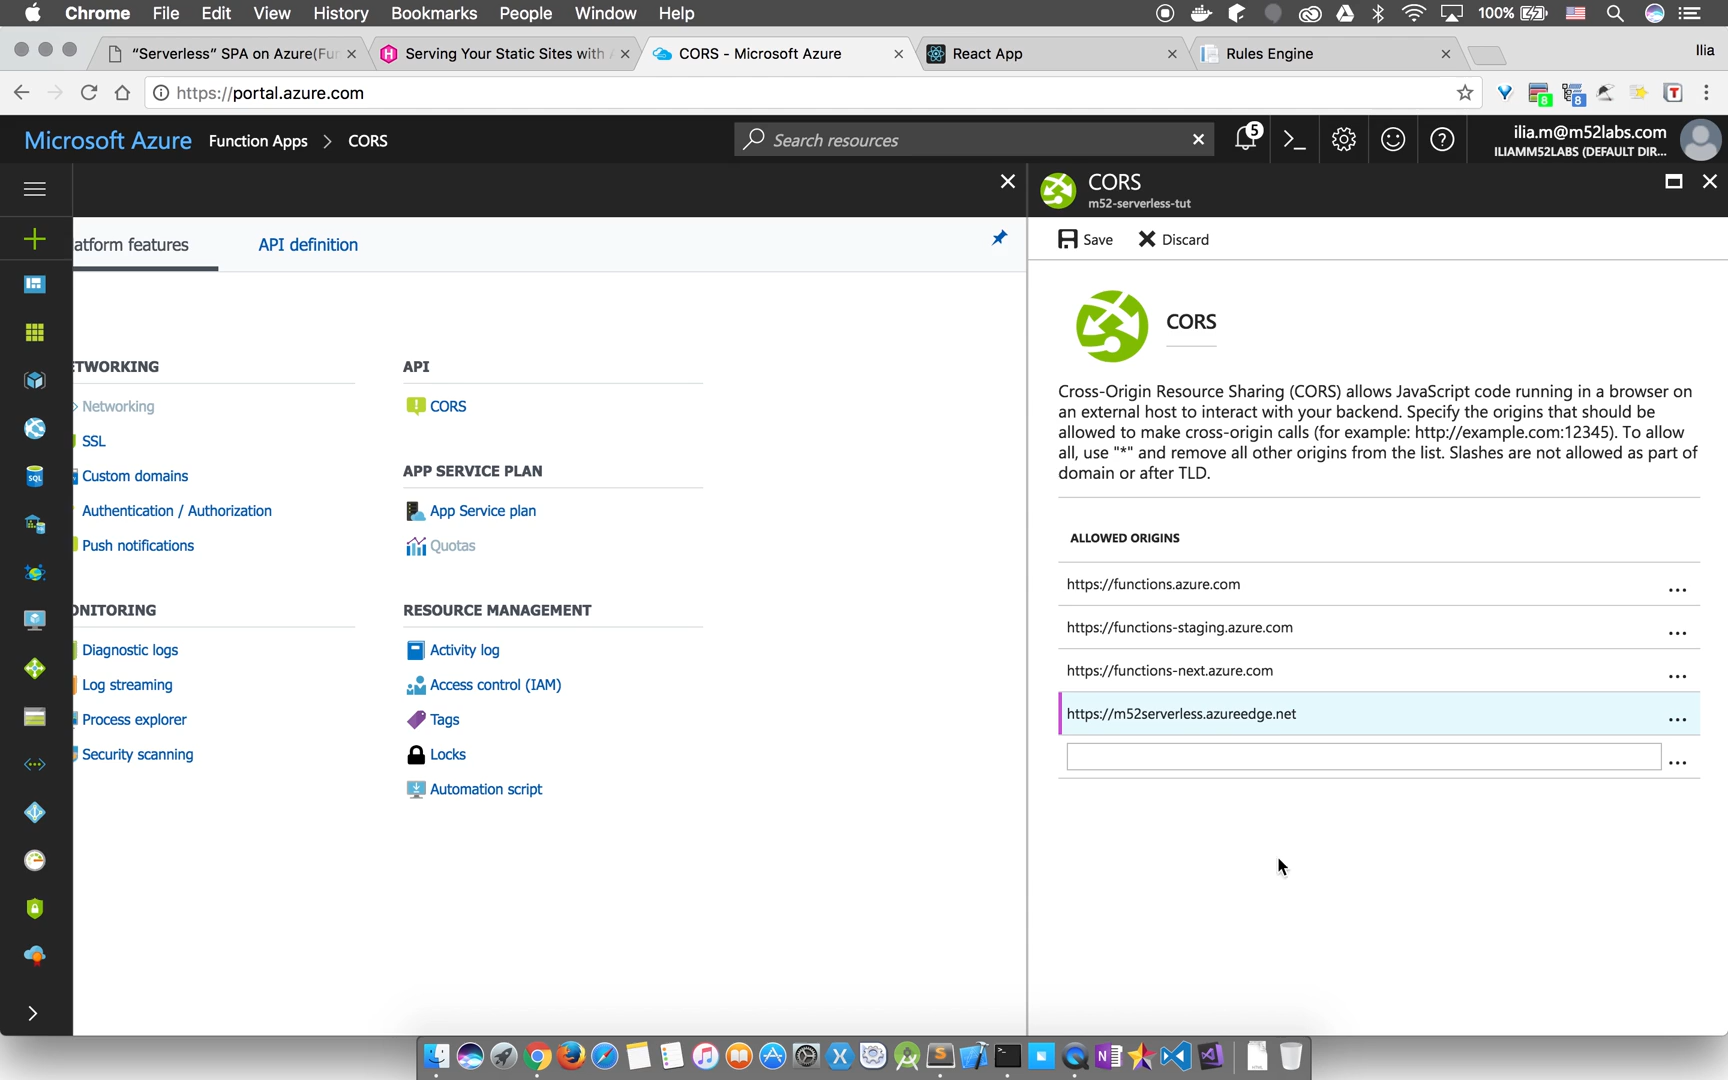 Chrome File Edit View History Bookmarks People Window Help 100%
"Serverless" SPA on Azure(Fu
Serving Your Static Sites with
CORS - Microsoft Azure
React App
Rules Engine
Ilia
https://portal.azure.com
8
8
T
Microsoft Azure Function Apps > CORS
Search resources
5
ilia.m@m52labs.com
ILIAMM52LABS (DEFAULT DIR...
CORS
m52-serverless-tut
atform features
API definition
Save
Discard
CORS
Cross-Origin Resource Sharing (CORS) allows JavaScript code running in a browser on
an external host to interact with your backend. Specify the origins that should be
allowed to make cross-origin calls (for example: http://example.com:12345). To allow
all, use "*" and remove all other origins from the list. Slashes are not allowed as part of
domain or after TLD.
ALLOWED ORIGINS
https://functions.azure.com
...
https://functions-staging.azure.com
...
https://functions-next.azure.com
...
https://m52serverless.azureedge.net
...
...
ETWORKING
Networking
SSL
Custom domains
Authentication / Authorization
Push notifications
ONITORING
Diagnostic logs
Log streaming
Process explorer
Security scanning
API
CORS
APP SERVICE PLAN
App Service plan
Quotas
RESOURCE MANAGEMENT
Activity log
Access control (IAM)
Tags
Locks
Automation script
SQL